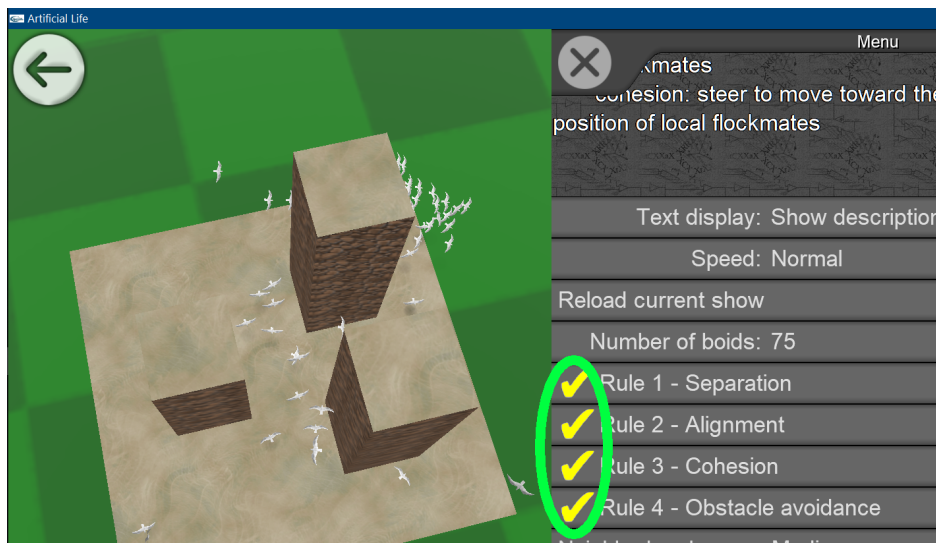 Artificial Life
Menu
kmates
cohesion: steer to move toward the
position of local flockmates
Text display: Show description
Speed: Normal
Reload current show
Number of boids: 75
Rule 1 - Separation
Rule 2 - Alignment
Rule 3 - Cohesion
Rule 4 - Obstacle avoidance